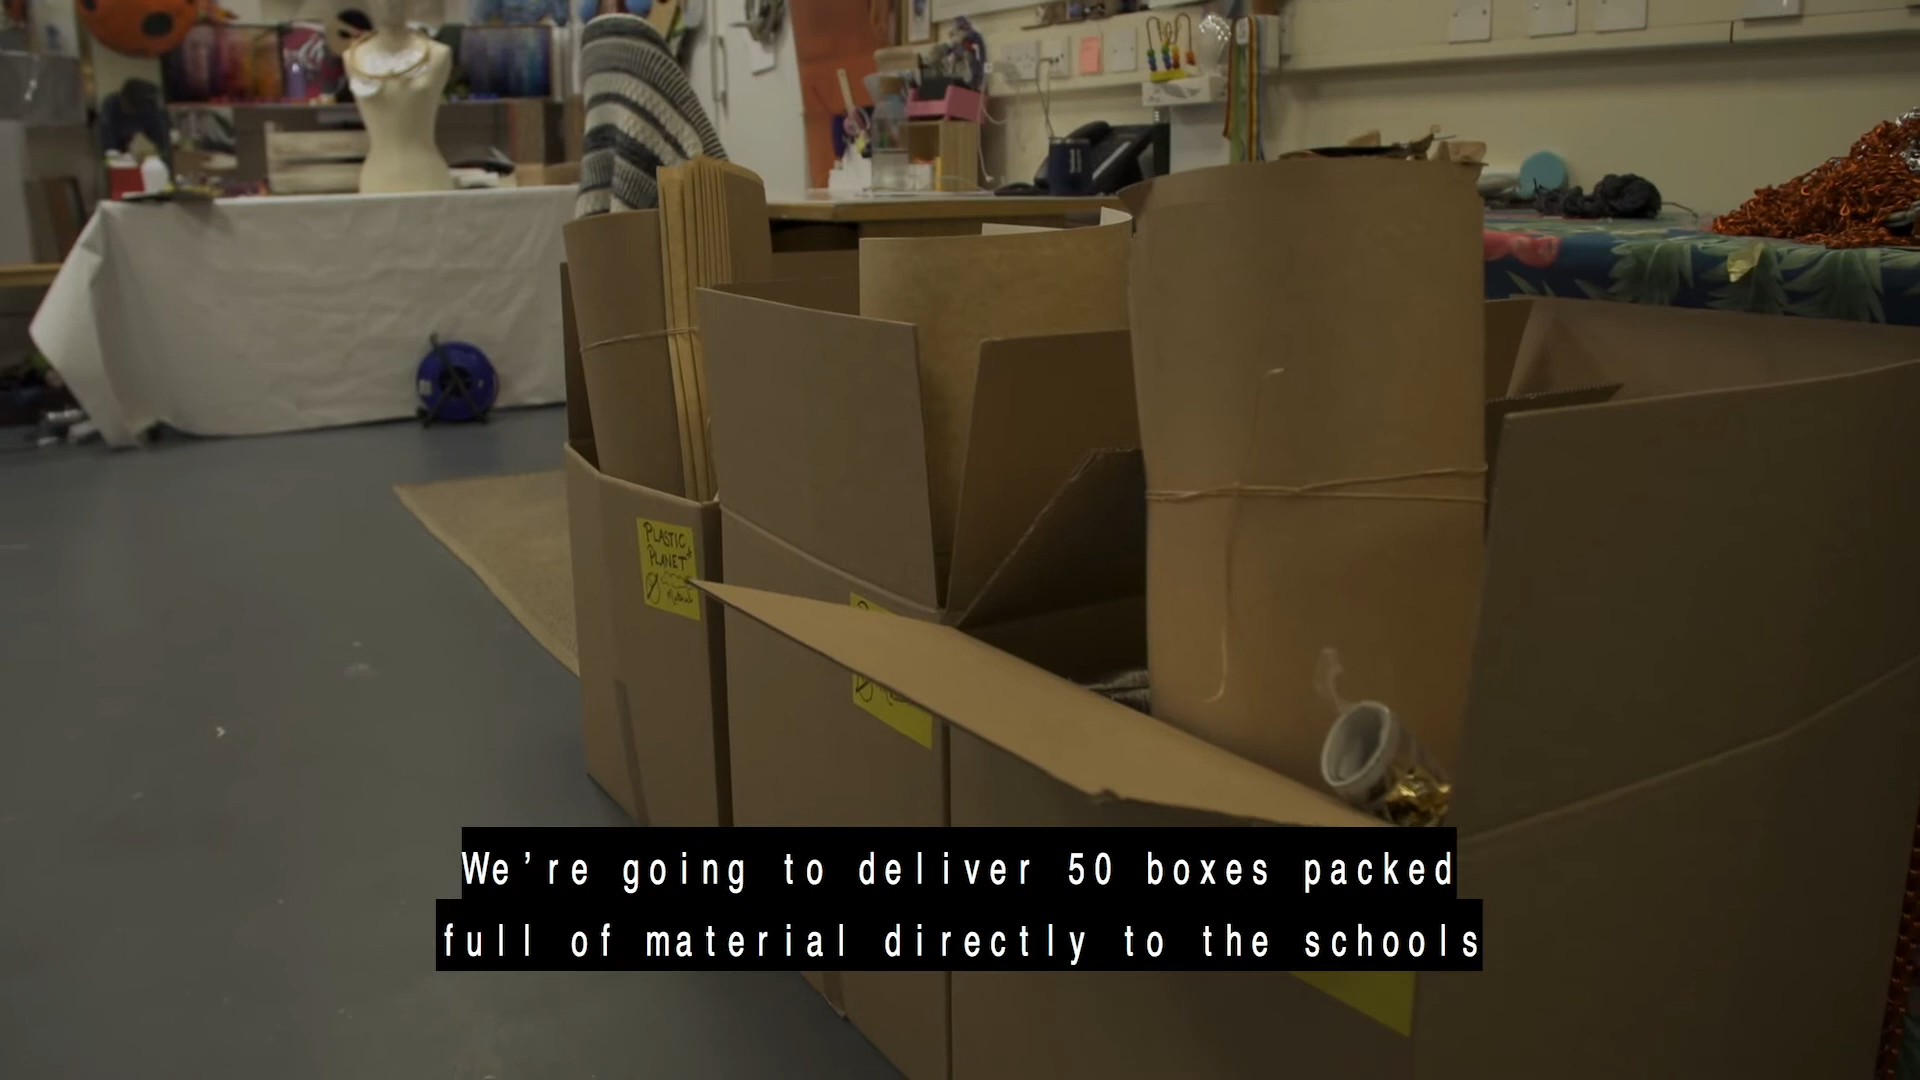 PLASTIC
PLANET*
We're going to deliver 50 boxes packed
full of material directly to the schools